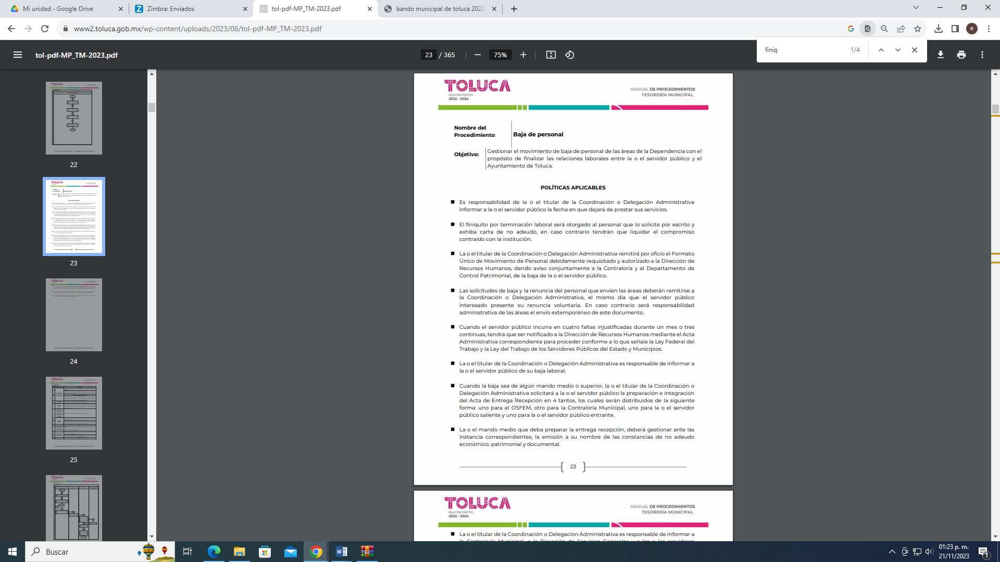 Mi unidad - Google Drive
Zimbra: Enviados
tol-pdf-MP_TM-2023.pdf
bando municipal de toluca 2022
www2.toluca.gob.mx/wp-content/uploads/2023/06/tol-pdf-MP_TM-2023.pdf
e
tol-pdf-MP_TM-2023.pdf
23 / 365
75%
finiq
1/4
22
23
24
25
TOLUCA
Ayuntamiento
2022 - 2024
MANUAL DE PROCEDIMIENTOS
TESORERÍA MUNICIPAL
Nombre del
Procedimiento:
Baja de personal
Objetivo:
Gestionar el movimiento de baja de personal de las áreas de la Dependencia con el
propósito de finalizar las relaciones laborales entre la o el servidor público y el
Ayuntamiento de Toluca.
POLÍTICAS APLICABLES
Es responsabilidad de la o el titular de la Coordinación o Delegación Administrativa
informar a la o el servidor público la fecha en que dejará de prestar sus servicios.
El finiquito por terminación laboral será otorgado al personal que lo solicite por escrito y
exhiba carta de no adeudo, en caso contrario tendrán que liquidar el compromiso
contraído con la institución.
La o el titular de la Coordinación o Delegación Administrativa remitirá por oficio el Formato
Único de Movimiento de Personal debidamente requisitado y autorizado a la Dirección de
Recursos Humanos, dando aviso conjuntamente a la Contraloría y al Departamento de
Control Patrimonial, de la baja de la o el servidor público.
Las solicitudes de baja y la renuncia del personal que envíen las áreas deberán remitirse a
la Coordinación o Delegación Administrativa, el mismo día que el servidor público
interesado presente su renuncia voluntaria. En caso contrario será responsabilidad
administrativa de las áreas el envío extemporáneo de este documento.
Cuando el servidor público incurra en cuatro faltas injustificadas durante un mes o tres
continuas, tendrá que ser notificado a la Dirección de Recursos Humanos mediante el Acta
Administrativa correspondiente para proceder conforme a lo que señala la Ley Federal del
Trabajo y la Ley del Trabajo de los Servidores Públicos del Estado y Municipios.
La o el titular de la Coordinación o Delegación Administrativa es responsable de informar a
la o el servidor público de su baja laboral.
Cuando la baja sea de algún mando medio o superior, la o el titular de la Coordinación o
Delegación Administrativa solicitará a la o el servidor público la preparación e integración
del Acta de Entrega Recepción en 4 tantos, los cuales serán distribuidos de la siguiente
forma: uno para el OSFEM, otro para la Contraloría Municipal, uno para la o el servidor
público saliente y uno para la o el servidor público entrante.
La o el mando medio que deba preparar la entrega recepción, deberá gestionar ante las
instancia correspondientes, la emisión a su nombre de las constancias de no adeudo
económico; patrimonial y documental.
23
TOLUCA
Ayuntamiento
2022 - 2024
MANUAL DE PROCEDIMIENTOS
TESORERÍA MUNICIPAL
La o el titular de la Coordinación o Delegación Administrativa es responsable de informar a
Buscar
01:23 p. m.
21/11/2023
1